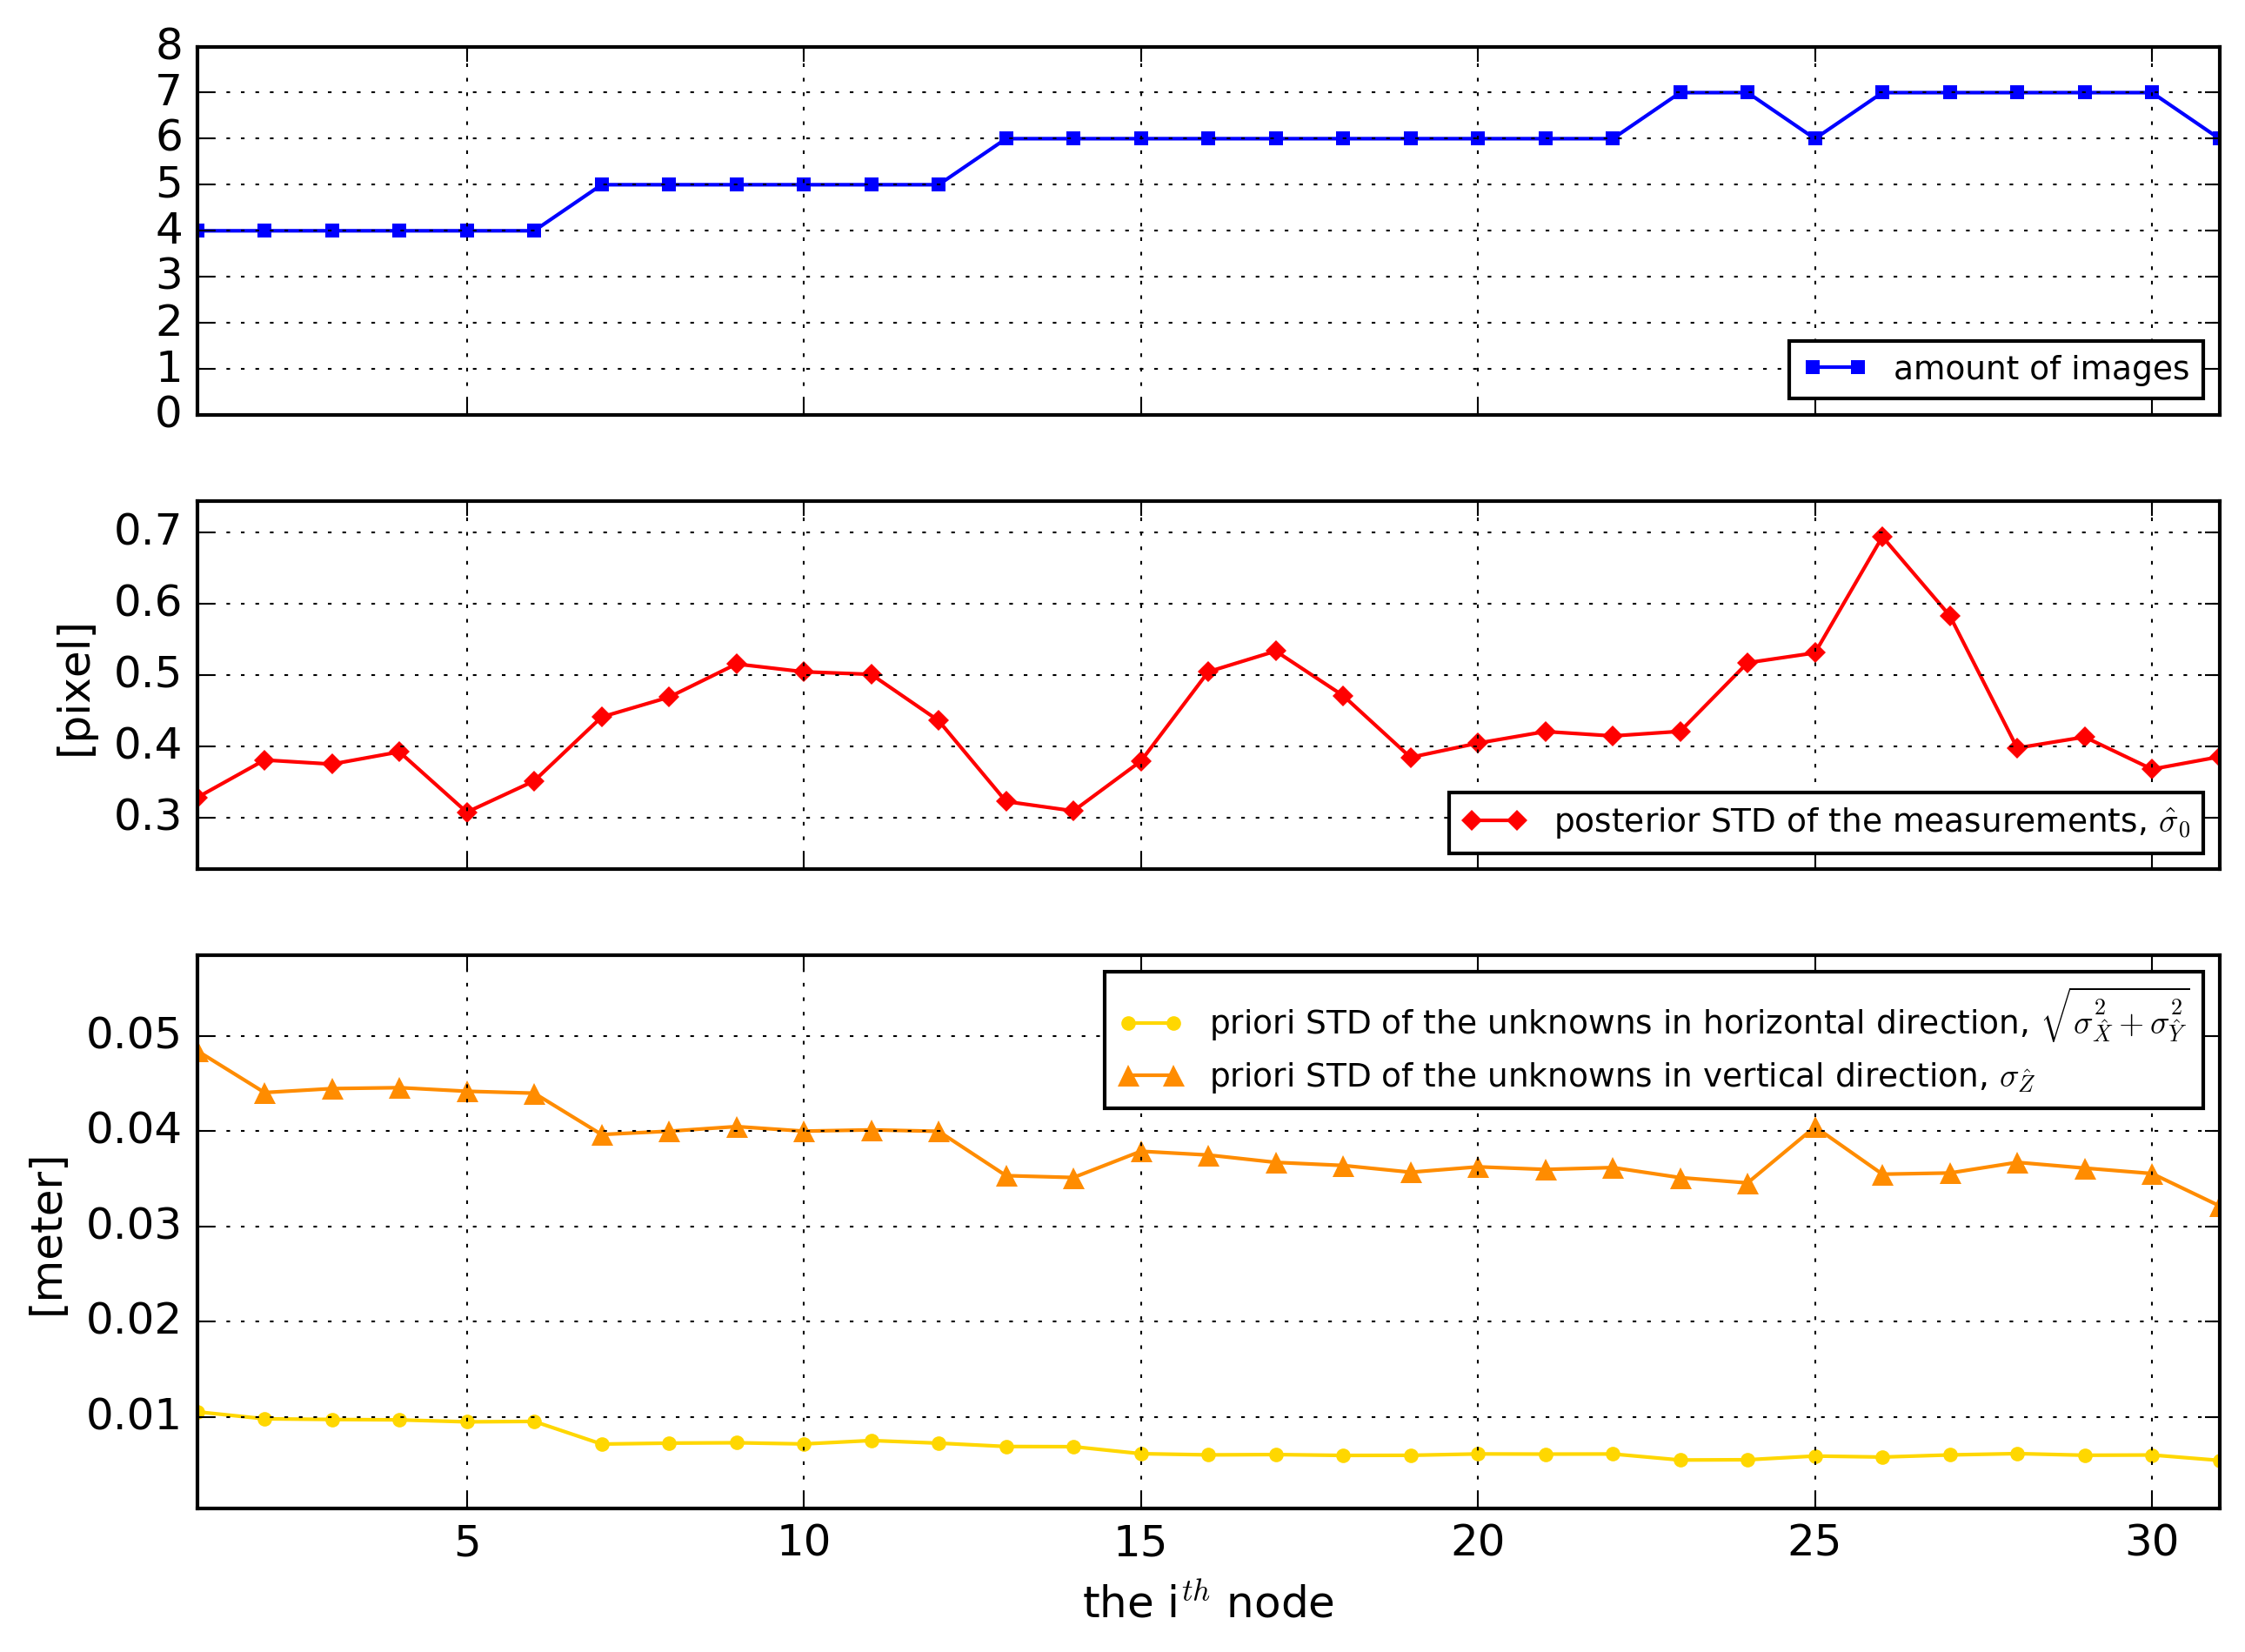 8
7
6
5
4
3
2
1
0
amount of images
[pixel]
0.7
0.6
0.5
0.4
0.3
posterior STD of the measurements, σ̂₀
[meter]
0.05
0.04
0.03
0.02
0.01
priori STD of the unknowns in horizontal direction, √(σ²_X̂ + σ²_Ŷ)
priori STD of the unknowns in vertical direction, σ_Ẑ
5 10 15 20 25 30
the i^th node